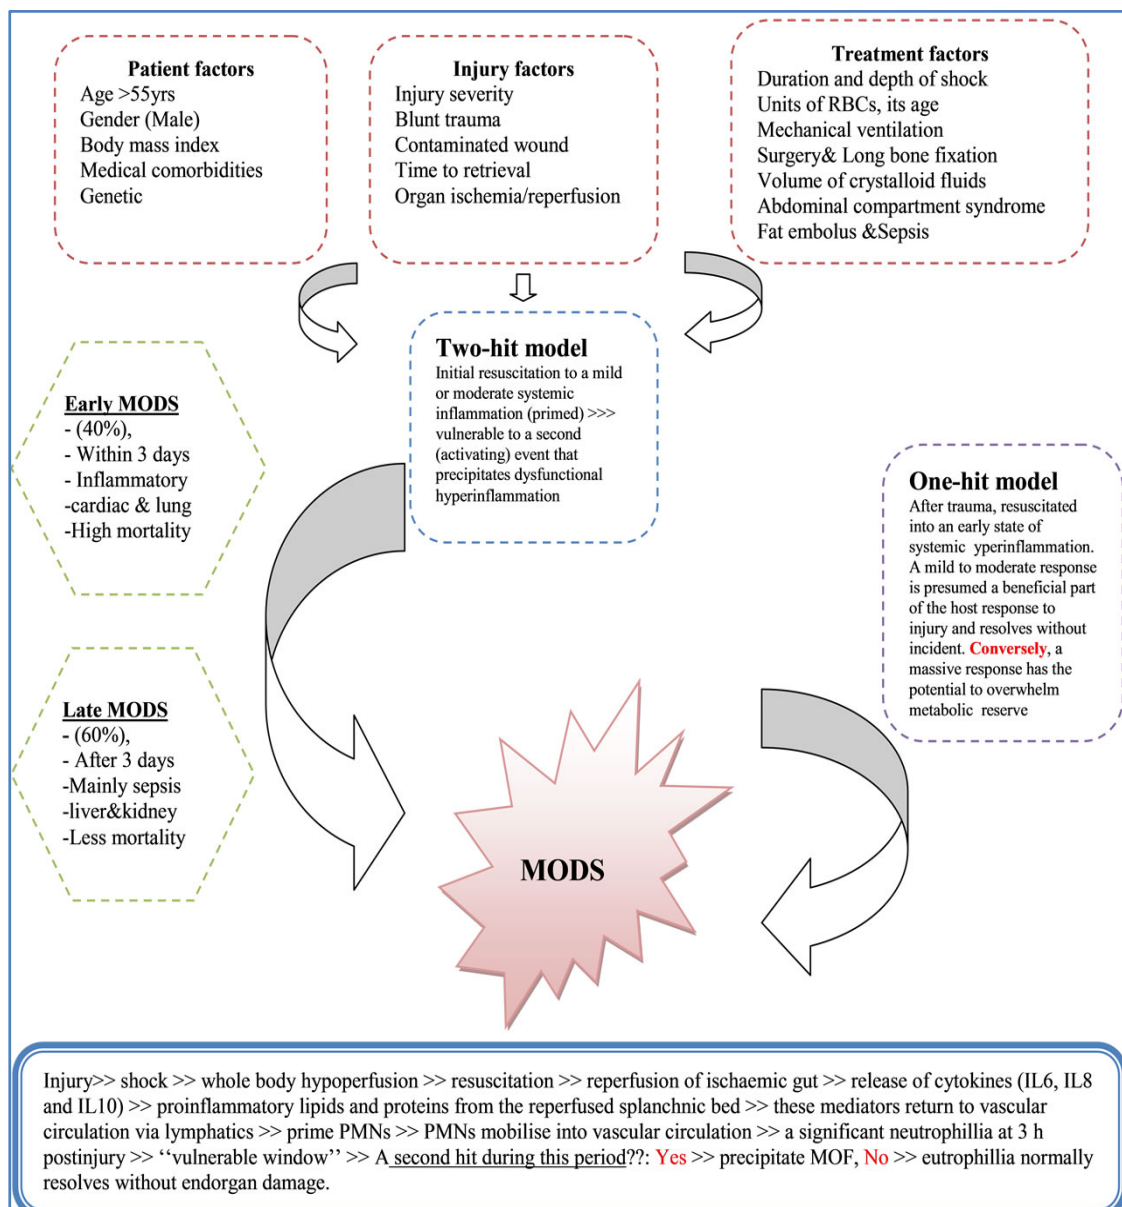 Patient factors
Age >55yrs
Gender (Male)
Body mass index
Medical comorbidities
Genetic
Injury factors
Injury severity
Blunt trauma
Contaminated wound
Time to retrieval
Organ ischemia/reperfusion
Treatment factors
Duration and depth of shock
Units of RBCs, its age
Mechanical ventilation
Surgery& Long bone fixation
Volume of crystalloid fluids
Abdominal compartment syndrome
Fat embolus &Sepsis
Two-hit model
Initial resuscitation to a mild
or moderate systemic
inflammation (primed) >>>
vulnerable to a second
(activating) event that
precipitates dysfunctional
hyperinflammation
Early MODS
- (40%),
- Within 3 days
- Inflammatory
-cardiac & lung
-High mortality
One-hit model
After trauma, resuscitated
into an early state of
systemic yperinflammation.
A mild to moderate response
is presumed a beneficial part
of the host response to
injury and resolves without
incident. Conversely, a
massive response has the
potential to overwhelm
metabolic reserve
Late MODS
- (60%),
- After 3 days
-Mainly sepsis
-liver&kidney
-Less mortality
MODS
Injury>> shock >> whole body hypoperfusion >> resuscitation >> reperfusion of ischaemic gut >> release of cytokines (IL6, IL8
and IL10) >> proinflammatory lipids and proteins from the reperfused splanchnic bed >> these mediators return to vascular
circulation via lymphatics >> prime PMNs >> PMNs mobilise into vascular circulation >> a significant neutrophillia at 3 h
postinjury >> ‘‘vulnerable window’’ >> A second hit during this period??: Yes >> precipitate MOF, No >> eutrophillia normally
resolves without endorgan damage.